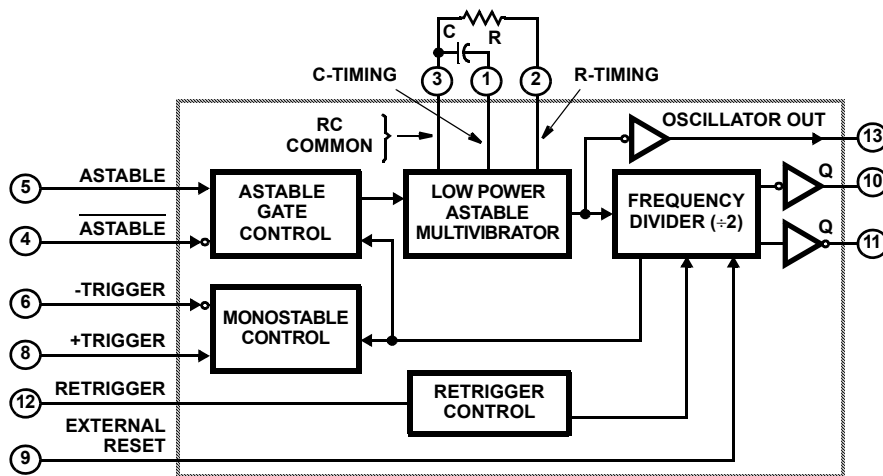 C
R
3
1
2
C-TIMING
R-TIMING
RC
COMMON
OSCILLATOR OUT
13
5
ASTABLE
ASTABLE
GATE
CONTROL
LOW POWER
ASTABLE
MULTIVIBRATOR
FREQUENCY
DIVIDER (÷2)
Q
10
4
ASTABLE
Q
11
6
-TRIGGER
MONOSTABLE
CONTROL
8
+TRIGGER
12
RETRIGGER
RETRIGGER
CONTROL
9
EXTERNAL
RESET